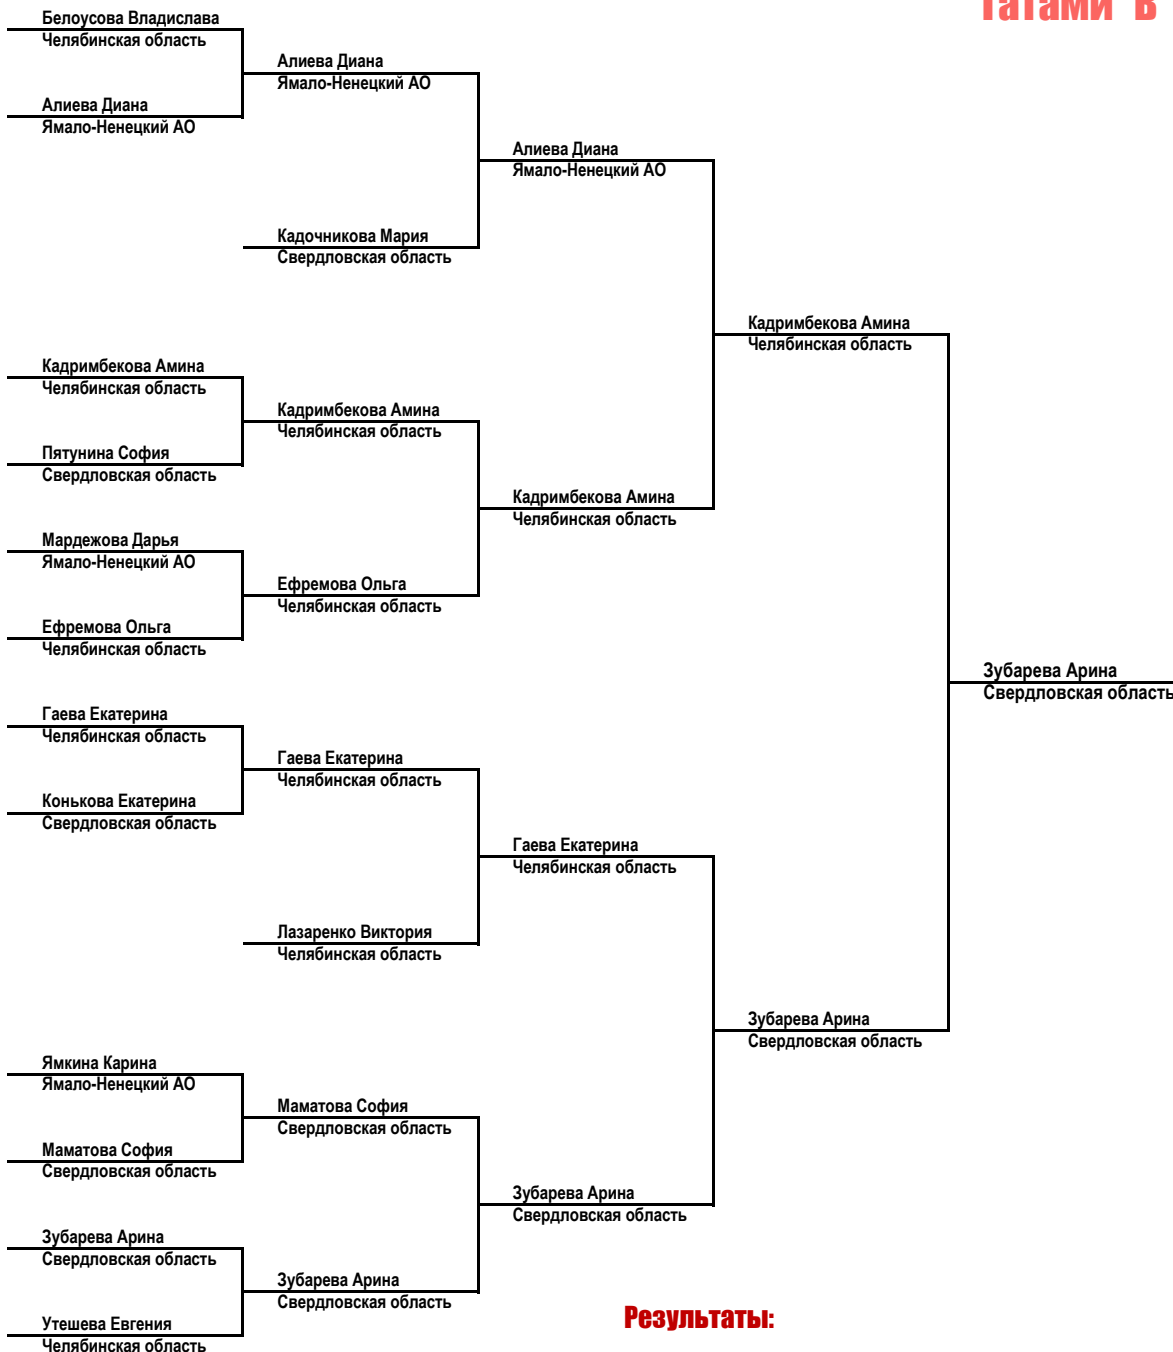 Татами В
Белоусова Владислава
Челябинская область
Алиева Диана
Ямало-Ненецкий АО
Алиева Диана
Ямало-Ненецкий АО
Алиева Диана
Ямало-Ненецкий АО
Кадочникова Мария
Свердловская область
Кадримбекова Амина
Челябинская область
Кадримбекова Амина
Челябинская область
Кадримбекова Амина
Челябинская область
Пятунина София
Свердловская область
Кадримбекова Амина
Челябинская область
Мардежова Дарья
Ямало-Ненецкий АО
Ефремова Ольга
Челябинская область
Ефремова Ольга
Челябинская область
Зубарева Арина
Свердловская область
Гаева Екатерина
Челябинская область
Гаева Екатерина
Челябинская область
Конькова Екатерина
Свердловская область
Гаева Екатерина
Челябинская область
Лазаренко Виктория
Челябинская область
Зубарева Арина
Свердловская область
Ямкина Карина
Ямало-Ненецкий АО
Маматова София
Свердловская область
Маматова София
Свердловская область
Зубарева Арина
Свердловская область
Зубарева Арина
Свердловская область
Зубарева Арина
Свердловская область
Результаты:
Утешева Евгения
Челябинская область